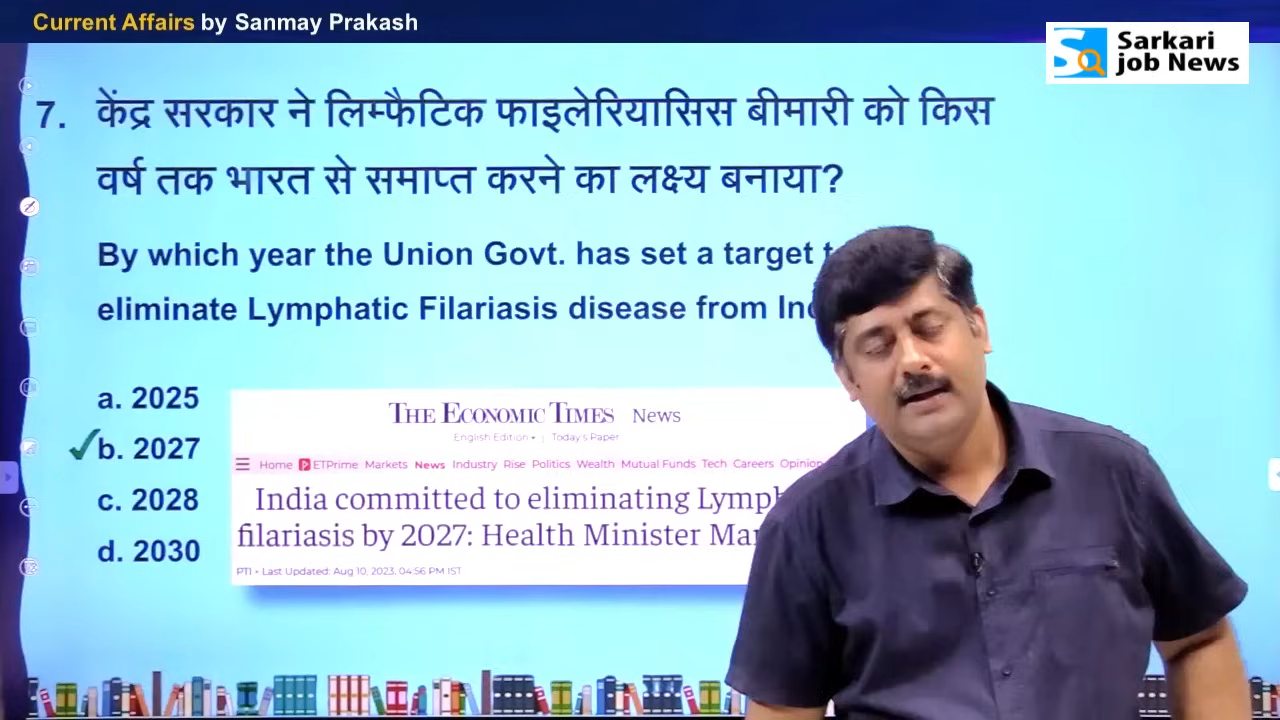 Current Affairs by Sanmay Prakash
Sarkari
job News
7. केंद्र सरकार ने लिम्फैटिक फाइलेरियासिस बीमारी को किस
वर्ष तक भारत से समाप्त करने का लक्ष्य बनाया?
By which year the Union Govt. has set a target
eliminate Lymphatic Filariasis disease from
a. 2025
b. 2027
c. 2028
d. 2030
THE ECONOMIC TIMES News
English Edition | Today's Paper
Home ETPrime Markets News Industry Rise Politics Wealth Mutual Funds Tech Careers Opinion
India committed to eliminating
filariasis by 2027: Health Minister
PTI • Last Updated: Aug 10, 2023, 04:56 PM IST